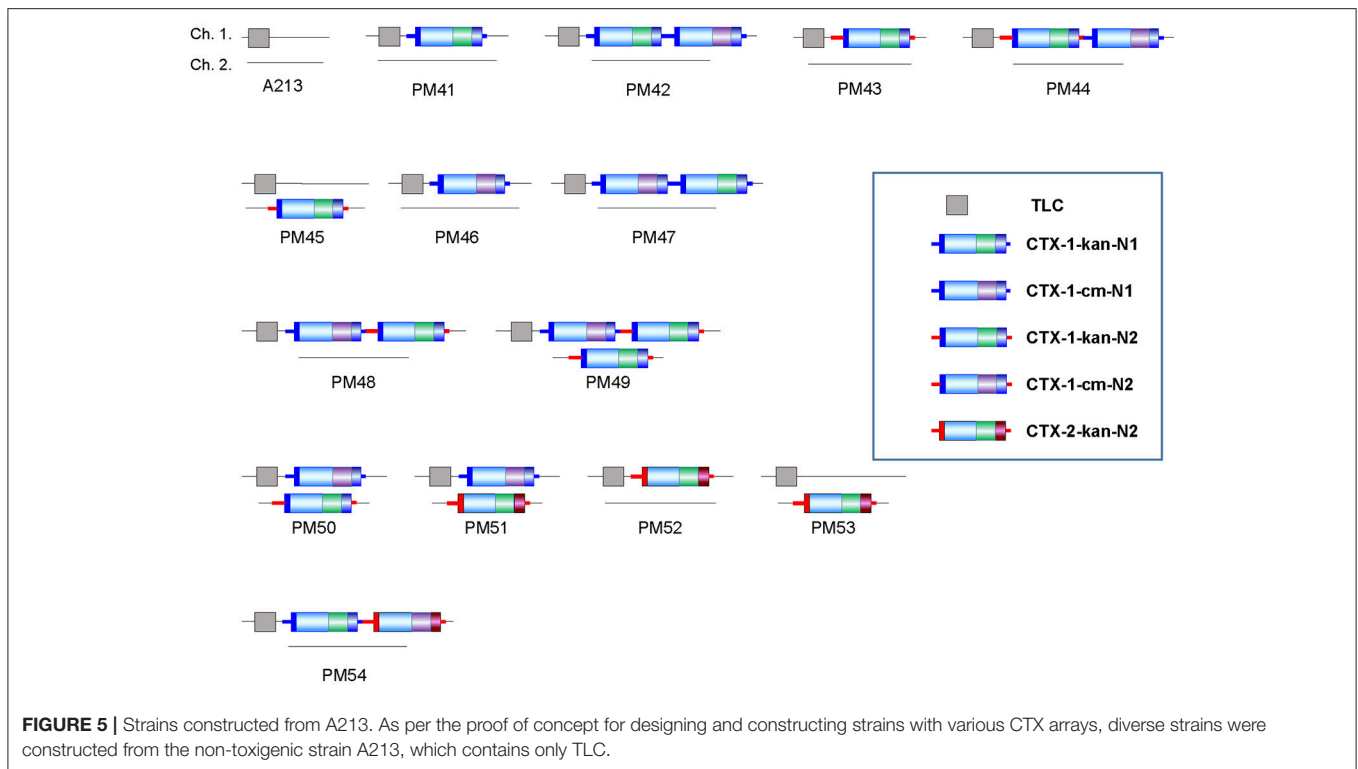 Ch. 1.
Ch. 2.
A213
PM41
PM42
PM43
PM44
PM45
PM46
PM47
TLC
CTX-1-kan-N1
CTX-1-cm-N1
CTX-1-kan-N2
CTX-1-cm-N2
CTX-2-kan-N2
PM48
PM49
PM50
PM51
PM52
PM53
PM54
FIGURE 5 | Strains constructed from A213. As per the proof of concept for designing and constructing strains with various CTX arrays, diverse strains were
constructed from the non-toxigenic strain A213, which contains only TLC.